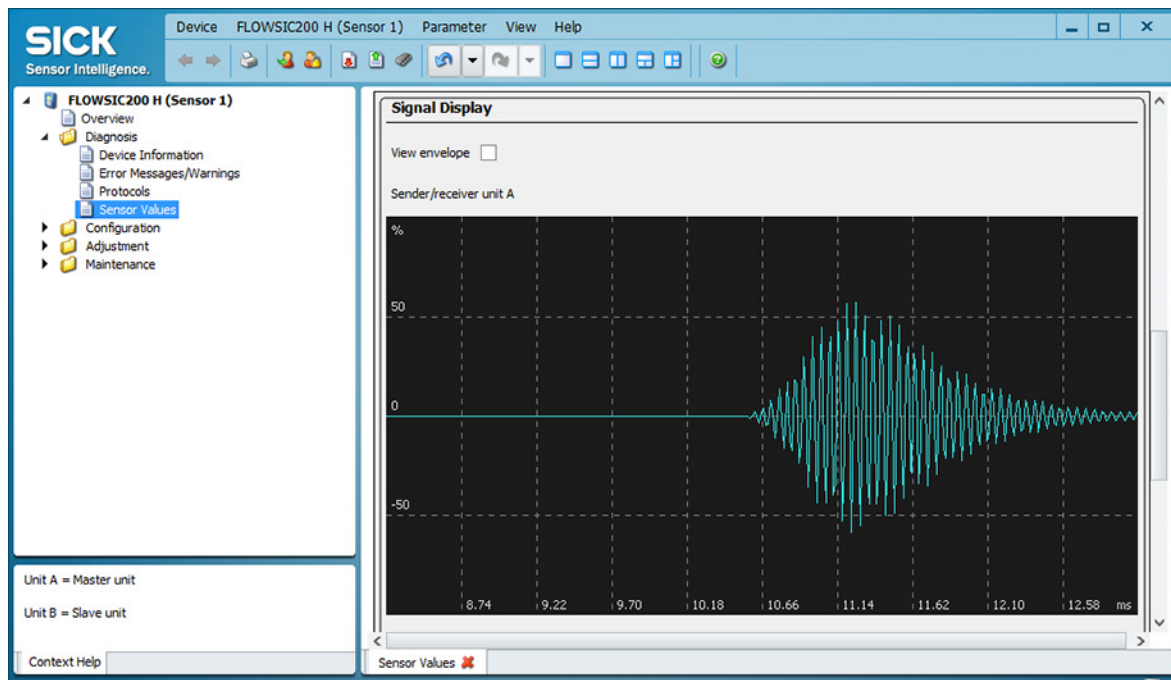 SICK
Sensor Intelligence.
Device FLOWSIC200 H (Sensor 1) Parameter View Help
FLOWSIC200 H (Sensor 1)
Overview
Diagnosis
Device Information
Error Messages/Warnings
Protocols
Sensor Values
Configuration
Adjustment
Maintenance
Unit A = Master unit
Unit B = Slave unit
Context Help
Signal Display
View envelope
Sender/receiver unit A
%
50
0
-50
8.74 9.22 9.70 10.18 10.66 11.14 11.62 12.10 12.58 ms
Sensor Values